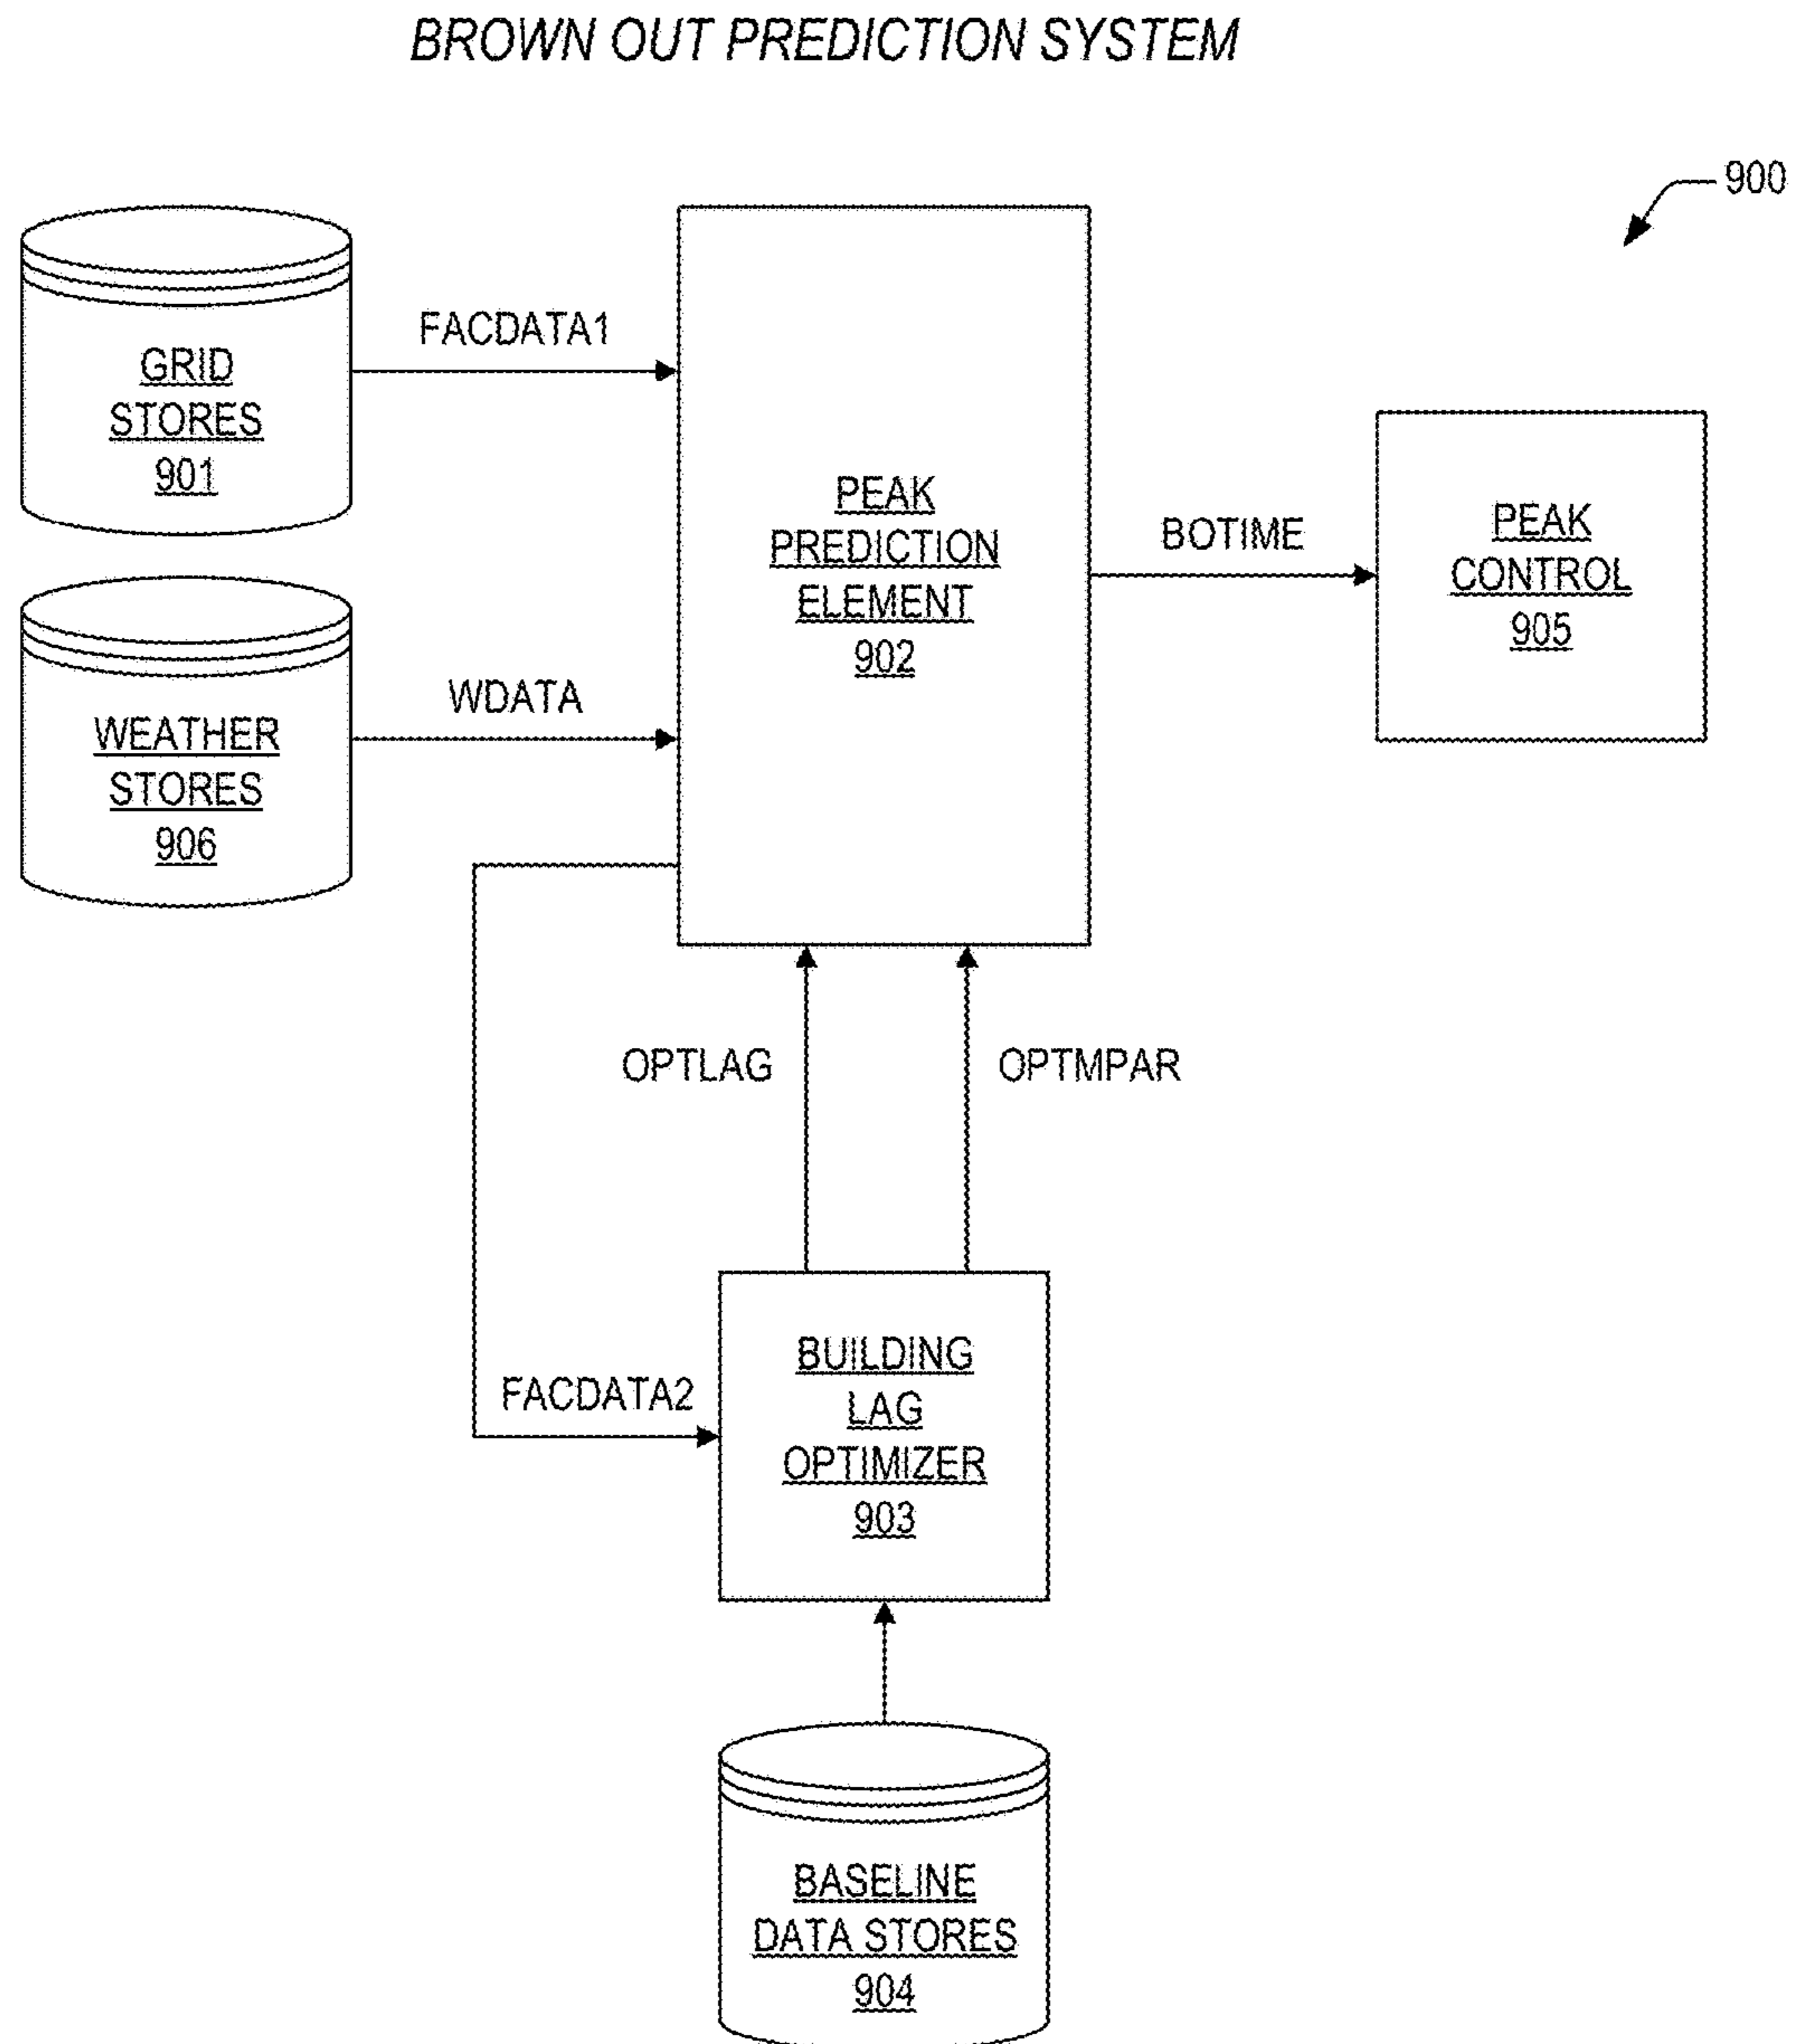 BROWN OUT PREDICTION SYSTEM
900
GRID
STORES
901
FACDATA1
PEAK
PREDICTION
ELEMENT
902
BOTIME
PEAK
CONTROL
905
WEATHER
STORES
906
WDATA
OPTLAG
OPTMPAR
FACDATA2
BUILDING
LAG
OPTIMIZER
903
BASELINE
DATA STORES
904